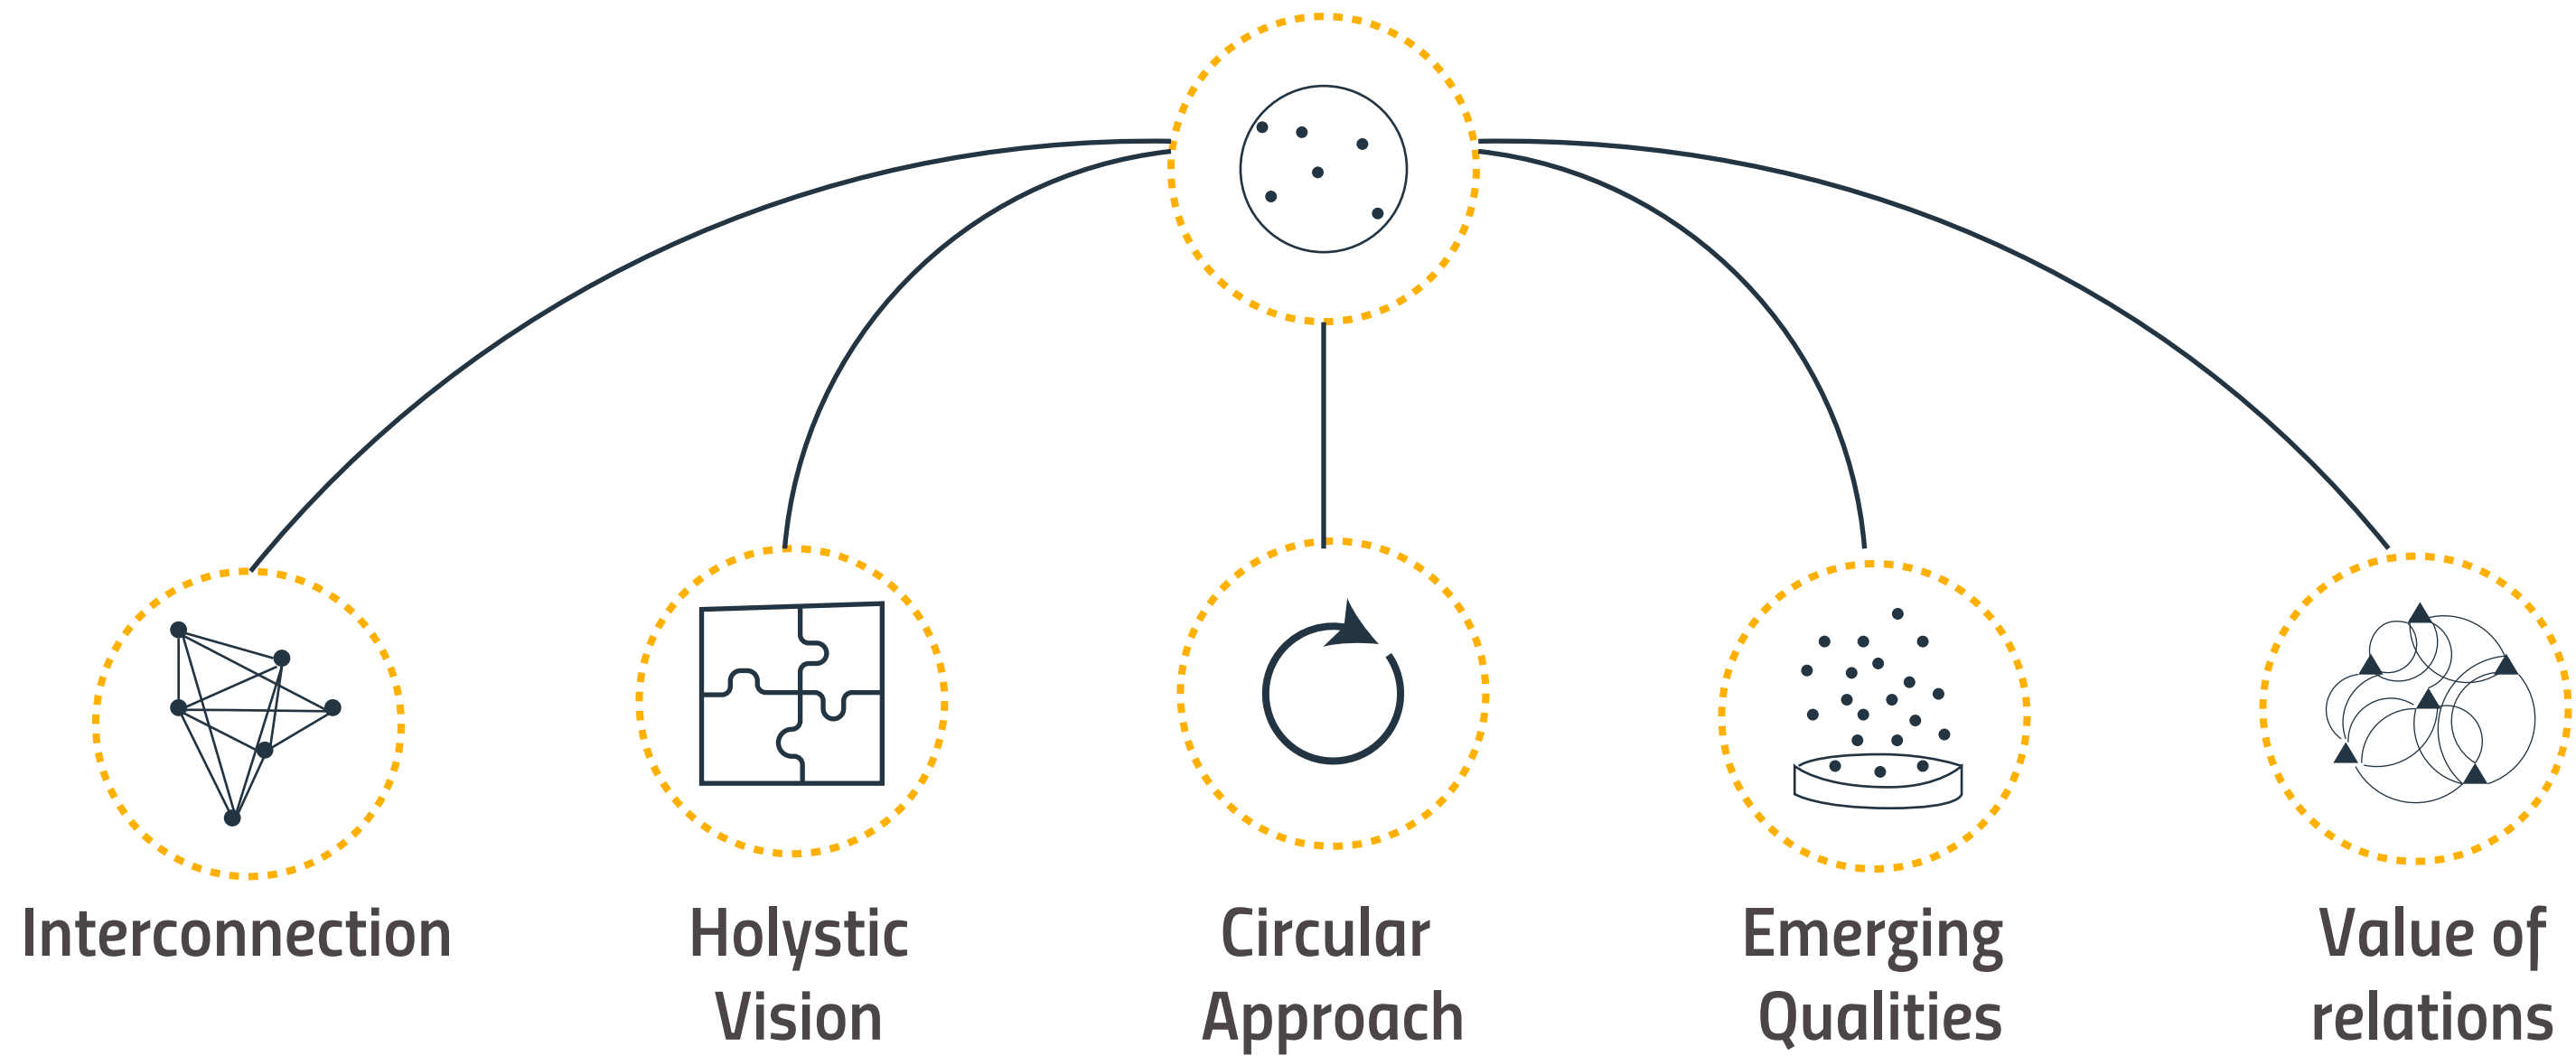 Interconnection
Holystic
Vision
Circular
Approach
Emerging
Qualities
Value of
relations